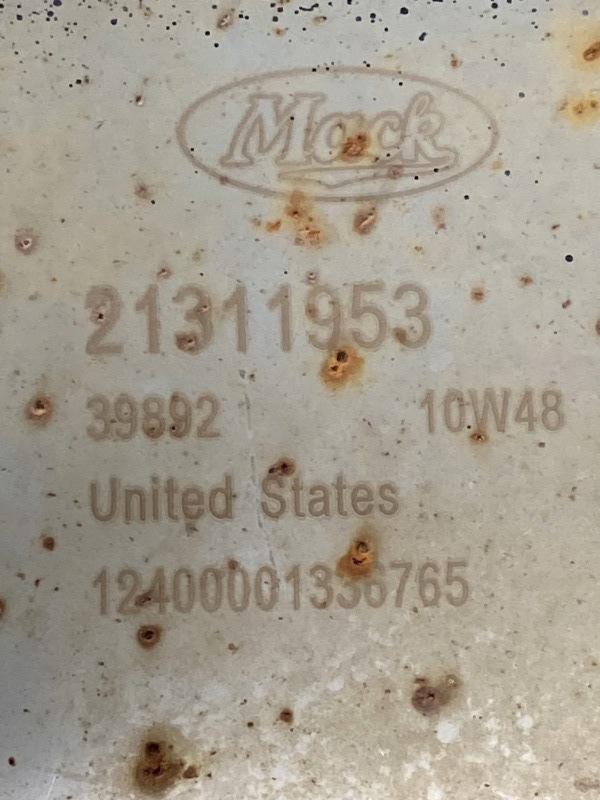 Mack
21311953
39892 10W48
United States
12400001336765